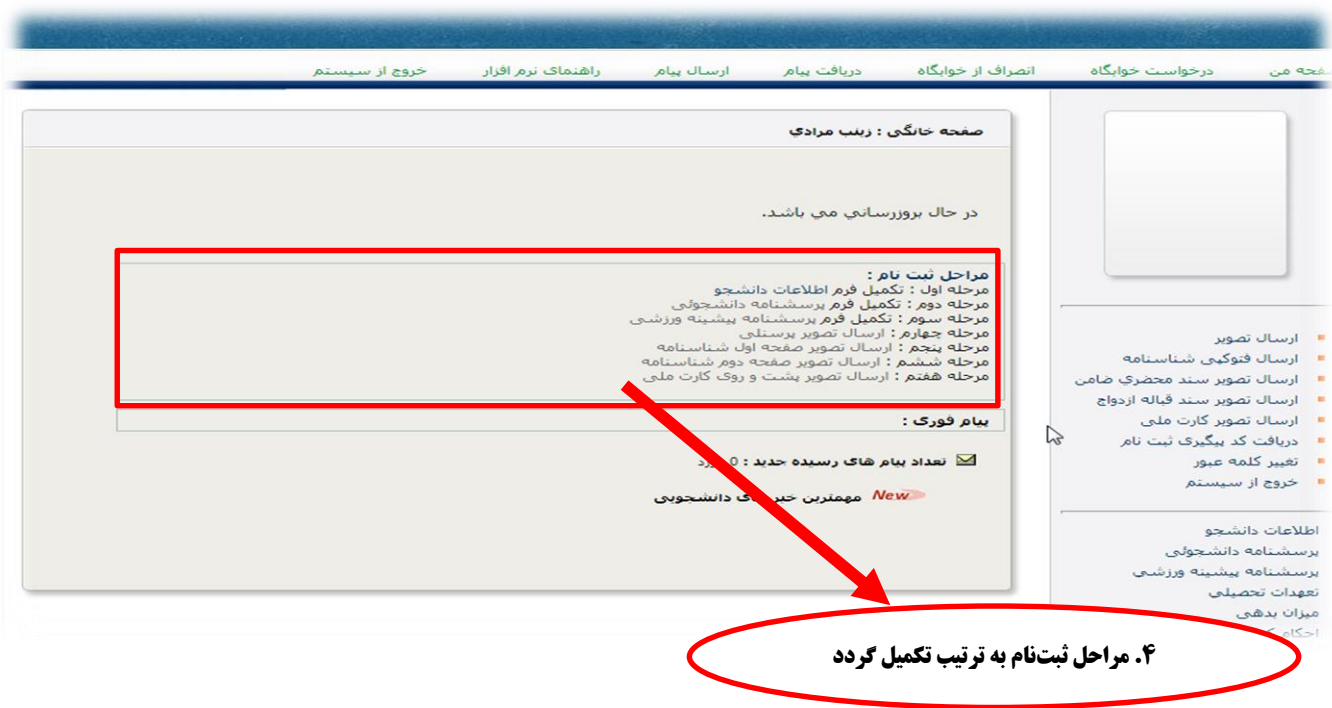 صفحه من درخواست خوابگاه انصراف از خوابگاه دریافت پیام ارسال پیام راهنمای نرم افزار خروج از سیستم
صفحه خانگی : زینب مرادي
در حال بروزرساني مي باشد.
مراحل ثبت نام :
مرحله اول : تکمیل فرم اطلاعات دانشجو
مرحله دوم : تکمیل فرم پرسشنامه دانشجوئی
مرحله سوم : تکمیل فرم پرسشنامه پیشینه ورزشی
مرحله چهارم : ارسال تصویر پرسنلی
مرحله پنجم : ارسال تصویر صفحه اول شناسنامه
مرحله ششم : ارسال تصویر صفحه دوم شناسنامه
مرحله هفتم : ارسال تصویر پشت و روی کارت ملی
پیام فوری :
تعداد پیام های رسیده جدید : 0
New مهمترین دانشجویی
ارسال تصویر
ارسال فتوکپی شناسنامه
ارسال تصویر سند محضري ضامن
ارسال تصویر سند قباله ازدواج
ارسال تصویر کارت ملی
دریافت کد پیگیری ثبت نام
تغییر کلمه عبور
خروج از سیستم
اطلاعات دانشجو
پرسشنامه دانشجوئی
پرسشنامه پیشینه ورزشی
تعهدات تحصیلی
میزان بدهی
احکام
۴. مراحل ثبت‌نام به ترتیب تکمیل گردد